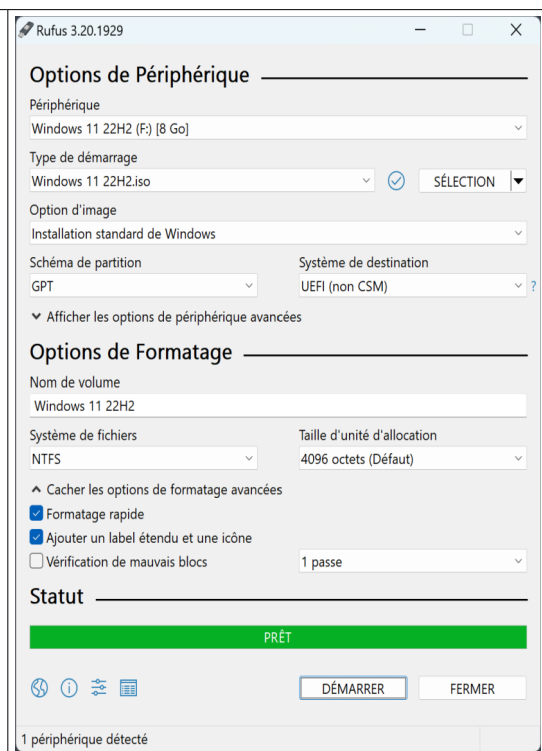 Rufus 3.20.1929
Options de Périphérique
Périphérique
Windows 11 22H2 (F:) [8 Go]
Type de démarrage
Windows 11 22H2.iso
SÉLECTION
Option d'image
Installation standard de Windows
Schéma de partition Système de destination
GPT UEFI (non CSM) ?
Afficher les options de périphérique avancées
Options de Formatage
Nom de volume
Windows 11 22H2
Système de fichiers Taille d'unité d'allocation
NTFS 4096 octets (Défaut)
Cacher les options de formatage avancées
Formatage rapide
Ajouter un label étendu et une icône
Vérification de mauvais blocs 1 passe
Statut
PRÊT
DÉMARRER FERMER
1 périphérique détecté